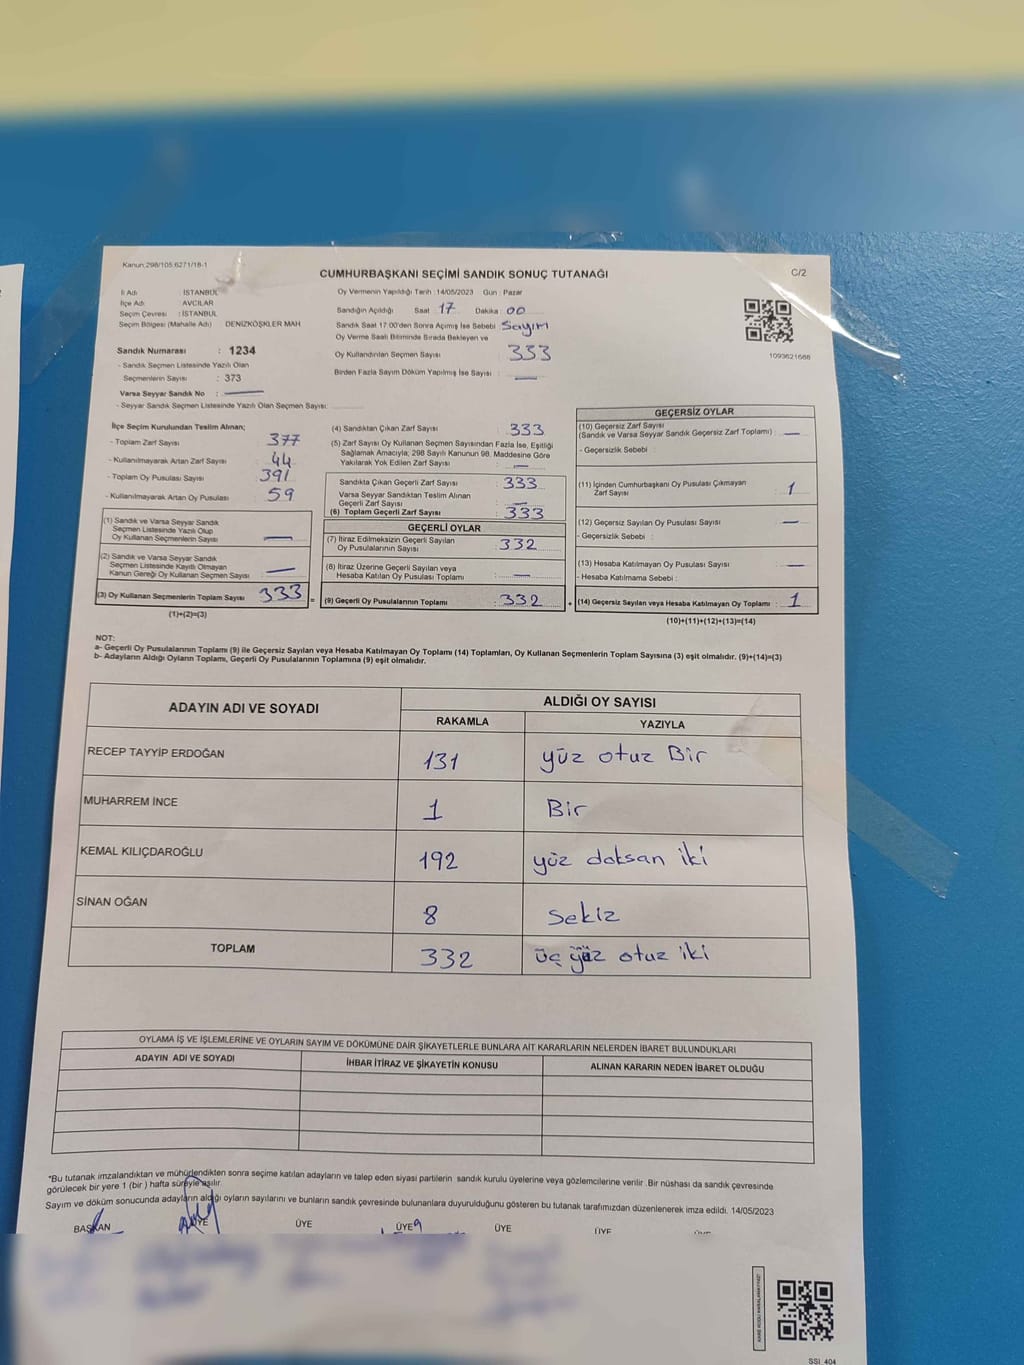 Kanun:298/105:6271/18-1
CUMHURBAŞKANI SEÇİMİ SANDIK SONUÇ TUTANAĞI
C/2
İl Adı : İSTANBUL
İlçe Adı : AVCILAR
Seçim Çevresi : İSTANBUL
Seçim Bölgesi (Mahalle Adı) DENİZKÖŞKLER MAH
Sandık Numarası : 1234
- Sandık Seçmen Listesinde Yazılı Olan
Seçmenlerin Sayısı : 373
Varsa Seyyar Sandık No :
- Seyyar Sandık Seçmen Listesinde Yazılı Olan Seçmen Sayısı:
Oy Vermenin Yapıldığı Tarih :14/05/2023 Gün : Pazar
Sandığın Açıldığı Saat 17 Dakika 00
Sandık Saat 17:00'den Sonra Açılmış İse Sebebi : Sayım
Oy Verme Saati Bitiminde Sırada Bekleyen ve
Oy Kullandırılan Seçmen Sayısı : 333
Birden Fazla Sayım Döküm Yapılmış İse Sayısı : —
1093621668
İlçe Seçim Kurulundan Teslim Alınan;
- Toplam Zarf Sayısı : 377
- Kullanılmayarak Artan Zarf Sayısı : 44
- Toplam Oy Pusulası Sayısı : 391
- Kullanılmayarak Artan Oy Pusulası : 59
(1) Sandık ve Varsa Seyyar Sandık
Seçmen Listesinde Yazılı Olup
Oy Kullanan Seçmenlerin Sayısı : —
(2) Sandık ve Varsa Seyyar Sandık
Seçmen Listesinde Kayıtlı Olmayan
Kanun Gereği Oy Kullanan Seçmen Sayısı : —
(3) Oy Kullanan Seçmenlerin Toplam Sayısı : 333
(1)+(2)=(3)
(4) Sandıktan Çıkan Zarf Sayısı : 333
(5) Zarf Sayısı Oy Kullanan Seçmen Sayısından Fazla İse, Eşitliği
Sağlamak Amacıyla; 298 Sayılı Kanunun 98. Maddesine Göre
Yakılarak Yok Edilen Zarf Sayısı : —
Sandıkta Çıkan Geçerli Zarf Sayısı : 333
Varsa Seyyar Sandıktan Teslim Alınan
Geçerli Zarf Sayısı : —
(6) Toplam Geçerli Zarf Sayısı : 333
GEÇERLİ OYLAR
(7) İtiraz Edilmeksizin Geçerli Sayılan
Oy Pusulalarının Sayısı : 332
(8) İtiraz Üzerine Geçerli Sayılan veya
Hesaba Katılan Oy Pusulası Toplamı : —
= (9) Geçerli Oy Pusulalarının Toplamı : 332
GEÇERSİZ OYLAR
(10) Geçersiz Zarf Sayısı
(Sandık ve Varsa Seyyar Sandık Geçersiz Zarf Toplamı) : —
- Geçersizlik Sebebi :
(11) İçinden Cumhurbaşkanı Oy Pusulası Çıkmayan
Zarf Sayısı : 1
(12) Geçersiz Sayılan Oy Pusulası Sayısı : —
- Geçersizlik Sebebi :
(13) Hesaba Katılmayan Oy Pusulası Sayısı : —
- Hesaba Katılmama Sebebi :
+ (14) Geçersiz Sayılan veya Hesaba Katılmayan Oy Toplamı : 1
(10)+(11)+(12)+(13)=(14)
NOT:
a- Geçerli Oy Pusulalarının Toplamı (9) ile Geçersiz Sayılan veya Hesaba Katılmayan Oy Toplamı (14) Toplamları, Oy Kullanan Seçmenlerin Toplam Sayısına (3) eşit olmalıdır. (9)+(14)=(3)
b- Adayların Aldığı Oyların Toplamı, Geçerli Oy Pusulalarının Toplamına (9) eşit olmalıdır.
ADAYIN ADI VE SOYADI
ALDIĞI OY SAYISI
RAKAMLA YAZIYLA
RECEP TAYYİP ERDOĞAN 131 yüz otuz Bir
MUHARREM İNCE 1 Bir
KEMAL KILIÇDAROĞLU 192 yüz doksan iki
SİNAN OĞAN 8 Sekiz
TOPLAM 332 üç yüz otuz iki
OYLAMA İŞ VE İŞLEMLERİNE VE OYLARIN SAYIM VE DÖKÜMÜNE DAİR ŞİKAYETLERLE BUNLARA AİT KARARLARIN NELERDEN İBARET BULUNDUKLARI
ADAYIN ADI VE SOYADI İHBAR İTİRAZ VE ŞİKAYETİN KONUSU ALINAN KARARIN NEDEN İBARET OLDUĞU
*Bu tutanak imzalandıktan ve mühürlendikten sonra seçime katılan adayların ve talep eden siyasi partilerin sandık kurulu üyelerine veya gözlemcilerine verilir .Bir nüshası da sandık çevresinde
görülecek bir yere 1 (bir ) hafta süreyle asılır.
Sayım ve döküm sonucunda adayların aldığı oyların sayılarını ve bunların sandık çevresinde bulunanlara duyurulduğunu gösteren bu tutanak tarafımızdan düzenlenerek imza edildi. 14/05/2023
BAŞKAN ÜYE ÜYE ÜYE ÜYE ÜYE
SSI_404